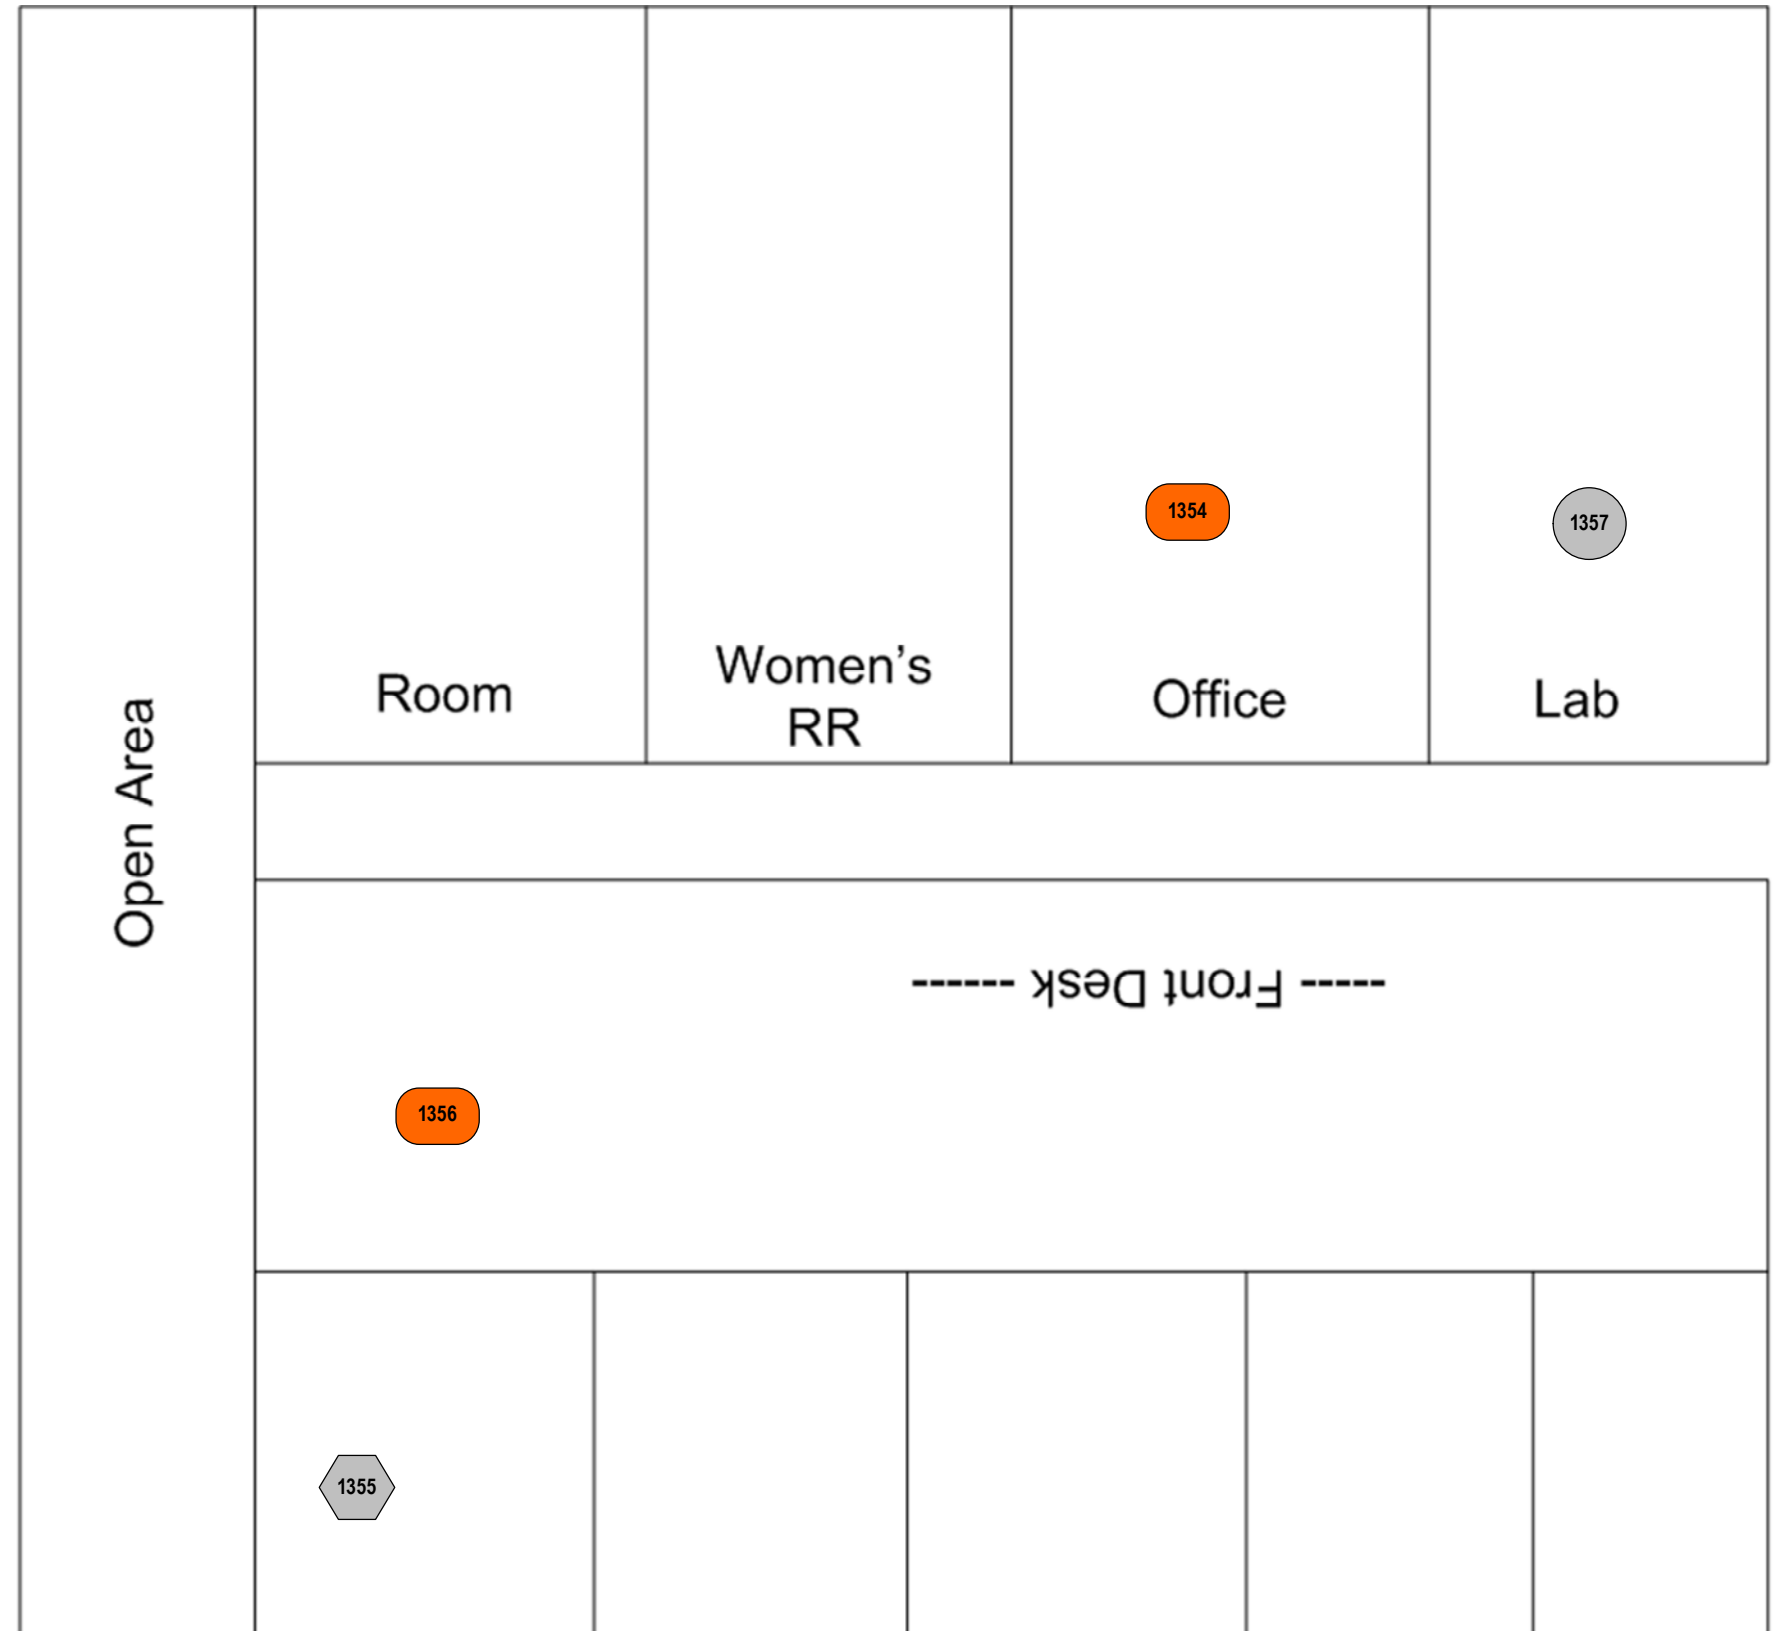 1354
1357
Room
Women’s
RR
Office
Lab
Open Area
----- Front Desk ------
1356
1355